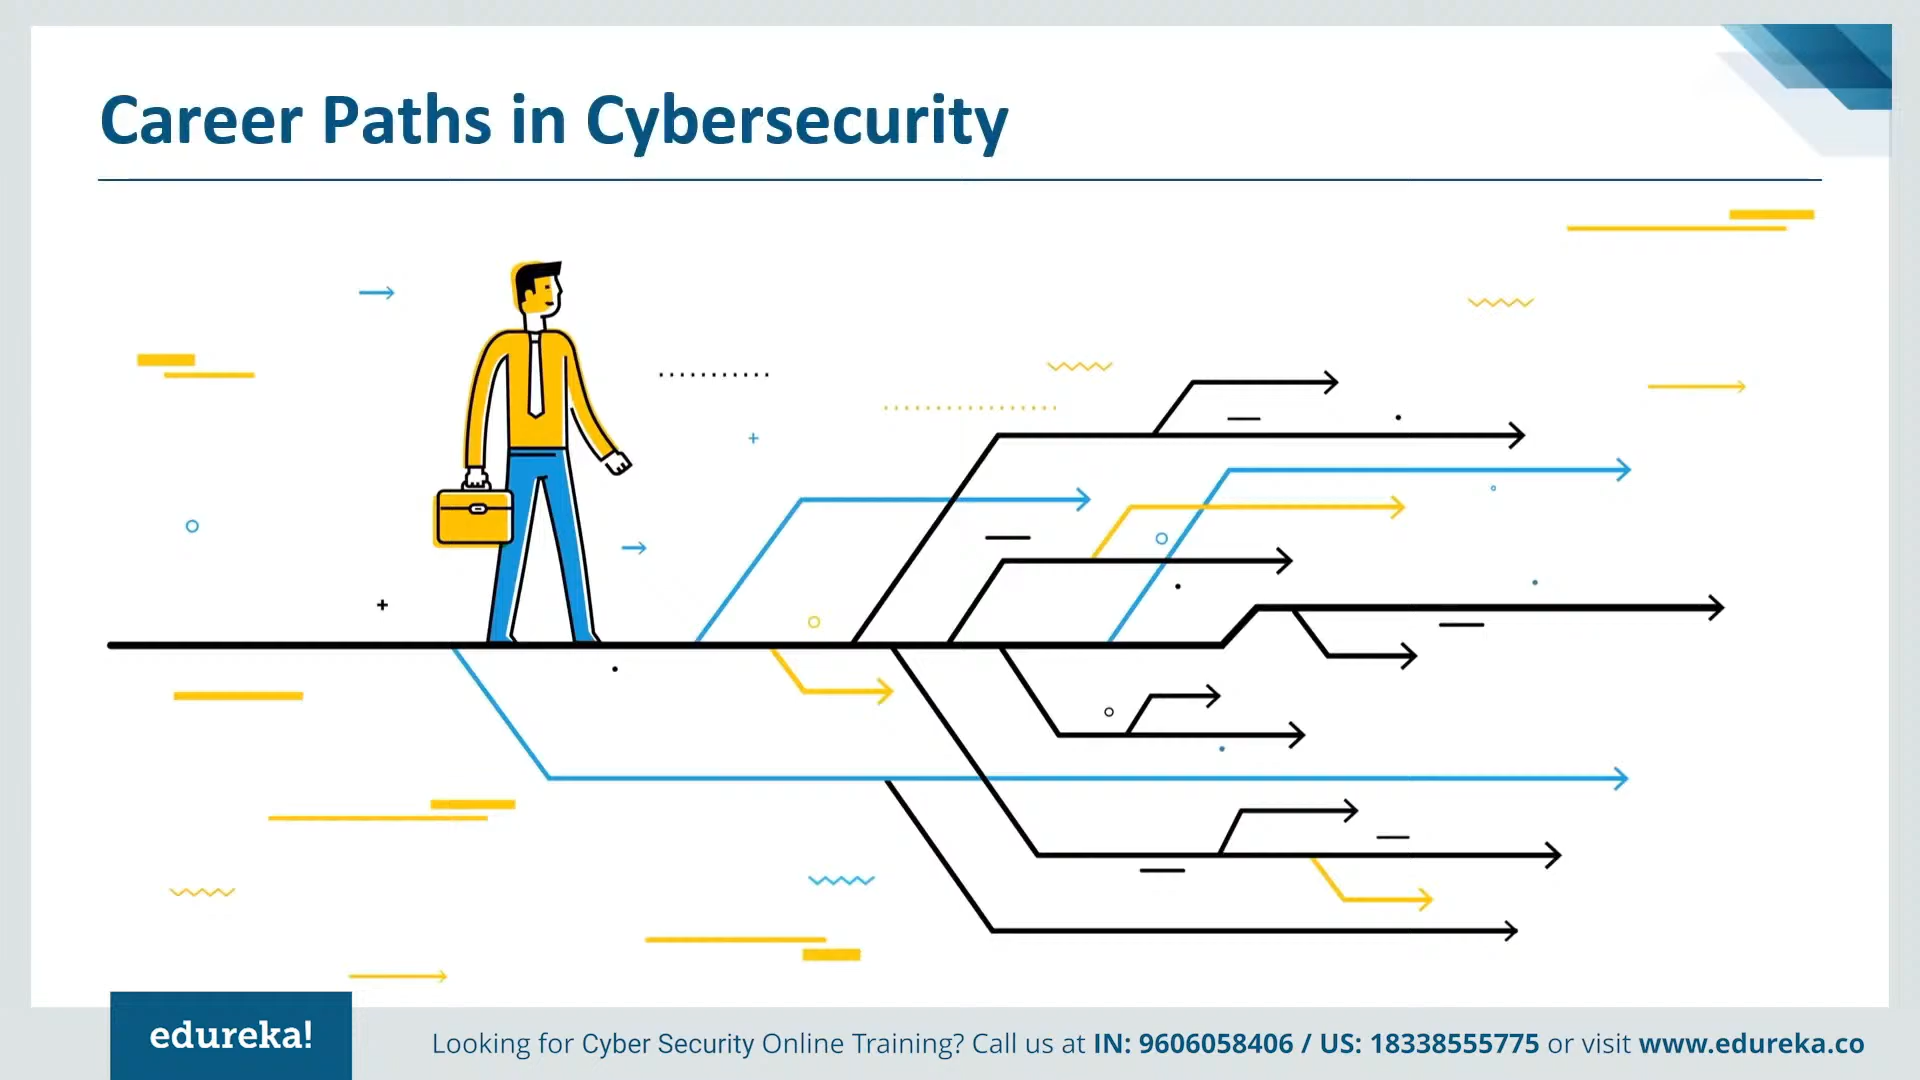 Career Paths in Cybersecurity
edureka!
Looking for Cyber Security Online Training? Call us at IN: 9606058406 / US: 18338555775 or visit www.edureka.co